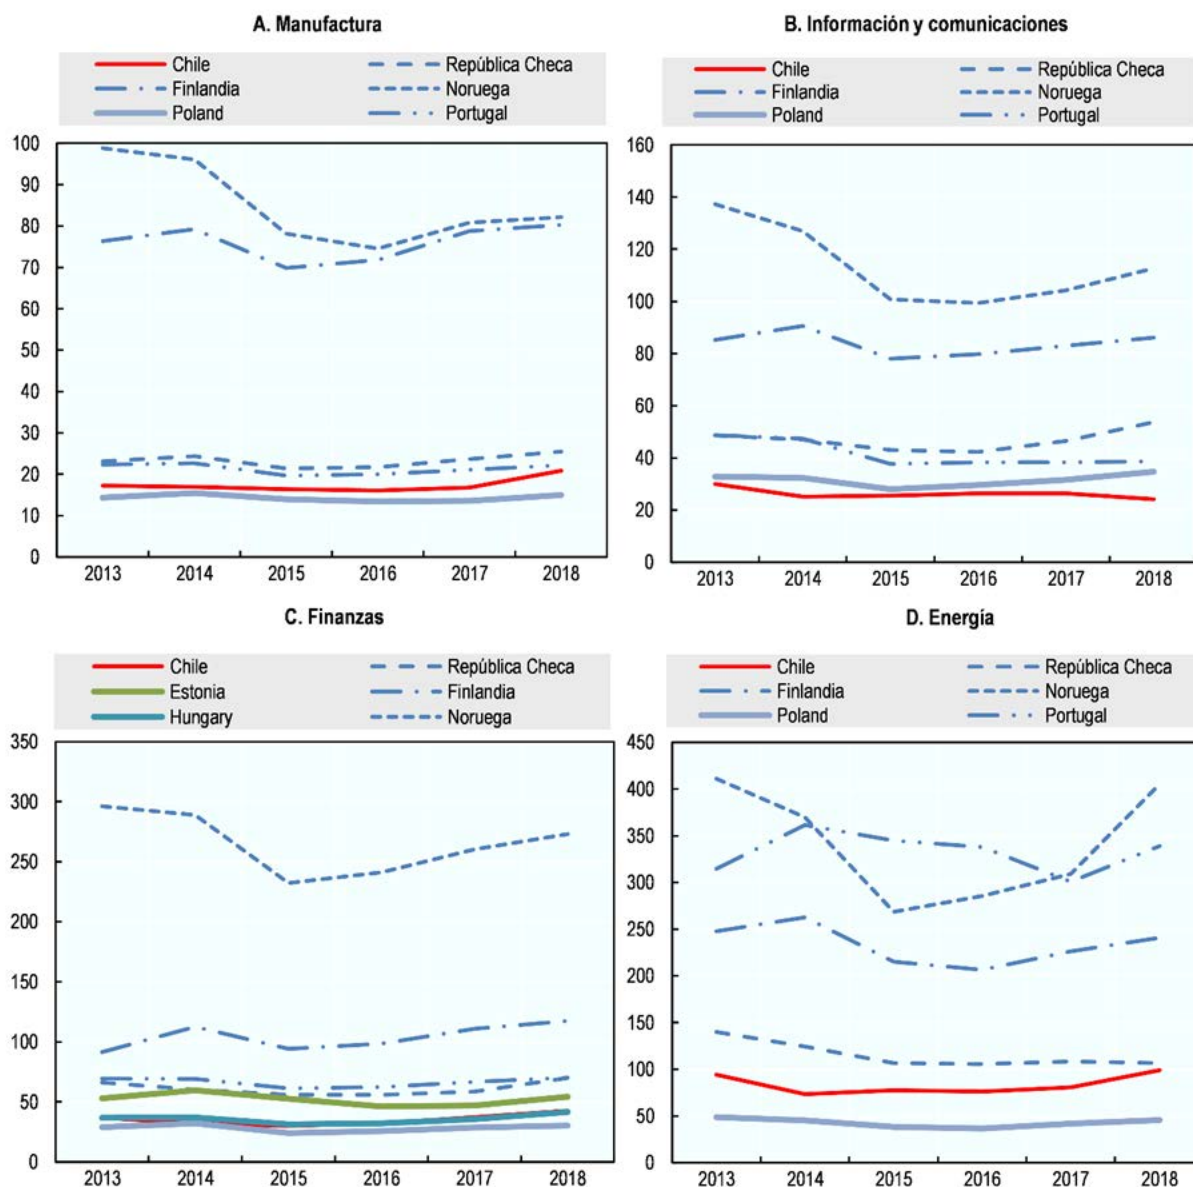 A. Manufactura
Chile República Checa
Finlandia Noruega
Poland Portugal
100
90
80
70
60
50
40
30
20
10
0
2013 2014 2015 2016 2017 2018
B. Información y comunicaciones
Chile República Checa
Finlandia Noruega
Poland Portugal
160
140
120
100
80
60
40
20
0
2013 2014 2015 2016 2017 2018
C. Finanzas
Chile República Checa
Estonia Finlandia
Hungary Noruega
350
300
250
200
150
100
50
0
2013 2014 2015 2016 2017 2018
D. Energía
Chile República Checa
Finlandia Noruega
Poland Portugal
450
400
350
300
250
200
150
100
50
0
2013 2014 2015 2016 2017 2018